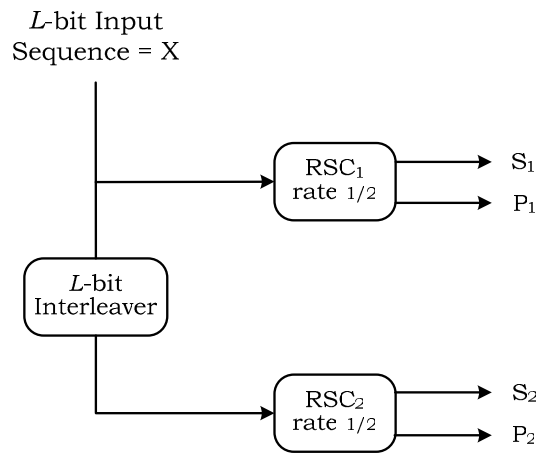 L-bit Input
Sequence = X
RSC₁
rate 1/2
S₁
P₁
L-bit
Interleaver
RSC₂
rate 1/2
S₂
P₂